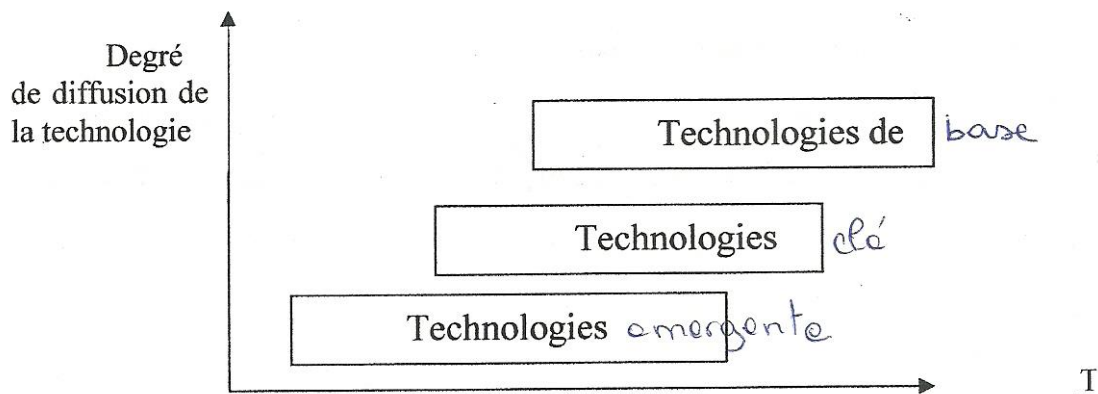 Degré
de diffusion de
la technologie
Technologies de base
Technologies clé
Technologies emergente
T